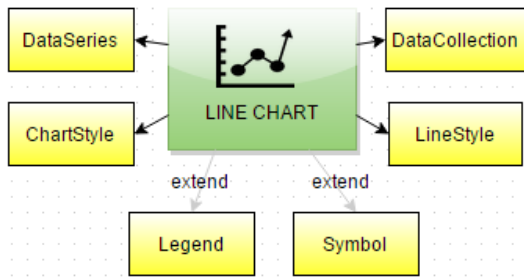 DataSeries
DataCollection
LINE CHART
ChartStyle
LineStyle
extend
extend
Legend
Symbol